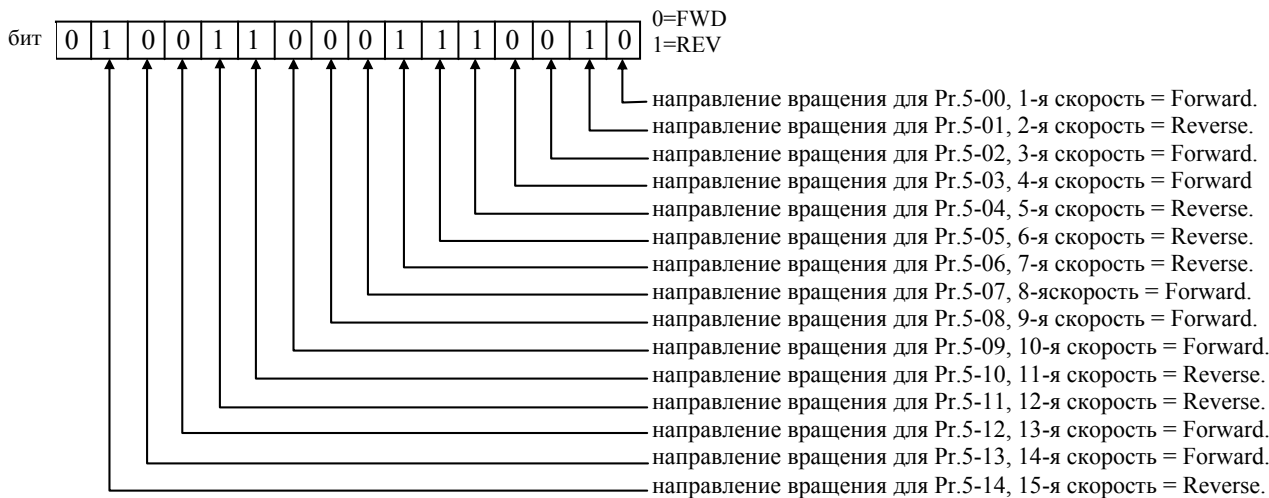 0=FWD
бит 0 1 0 0 1 1 0 0 0 1 1 1 0 0 1 0
1=REV
направление вращения для Pr.5-00, 1-я скорость = Forward.
направление вращения для Pr.5-01, 2-я скорость = Reverse.
направление вращения для Pr.5-02, 3-я скорость = Forward.
направление вращения для Pr.5-03, 4-я скорость = Forward
направление вращения для Pr.5-04, 5-я скорость = Reverse.
направление вращения для Pr.5-05, 6-я скорость = Reverse.
направление вращения для Pr.5-06, 7-я скорость = Reverse.
направление вращения для Pr.5-07, 8-яскорость = Forward.
направление вращения для Pr.5-08, 9-я скорость = Forward.
направление вращения для Pr.5-09, 10-я скорость = Forward.
направление вращения для Pr.5-10, 11-я скорость = Reverse.
направление вращения для Pr.5-11, 12-я скорость = Reverse.
направление вращения для Pr.5-12, 13-я скорость = Forward.
направление вращения для Pr.5-13, 14-я скорость = Forward.
направление вращения для Pr.5-14, 15-я скорость = Reverse.